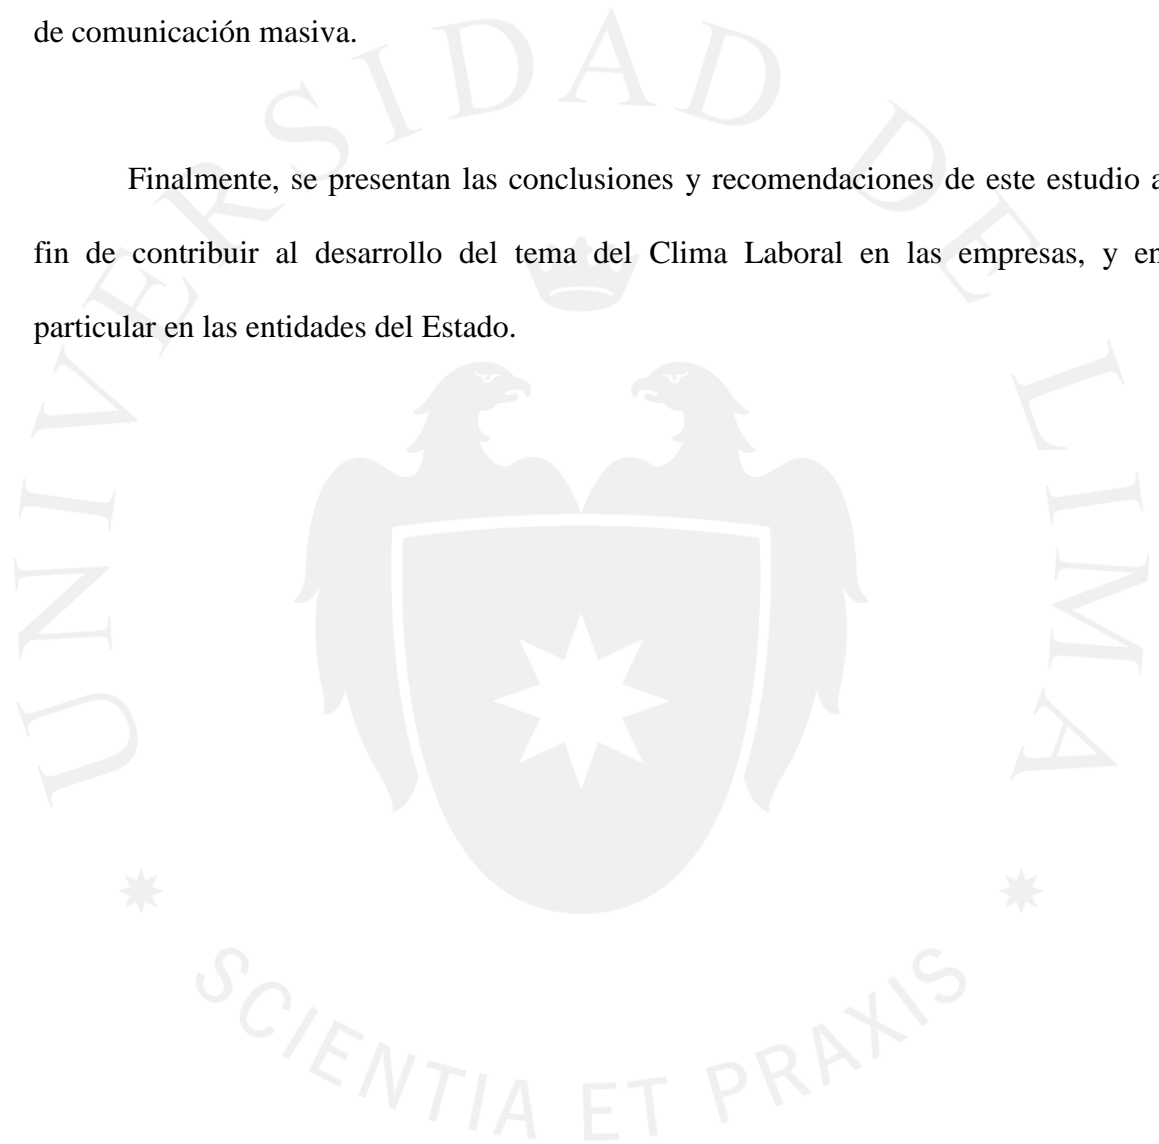 de comunicación masiva.
Finalmente, se presentan las conclusiones y recomendaciones de este estudio a
fin de contribuir al desarrollo del tema del Clima Laboral en las empresas, y en
particular en las entidades del Estado.
UNIVERSIDAD DE LIMA
SCIENTIA ET PRAXIS